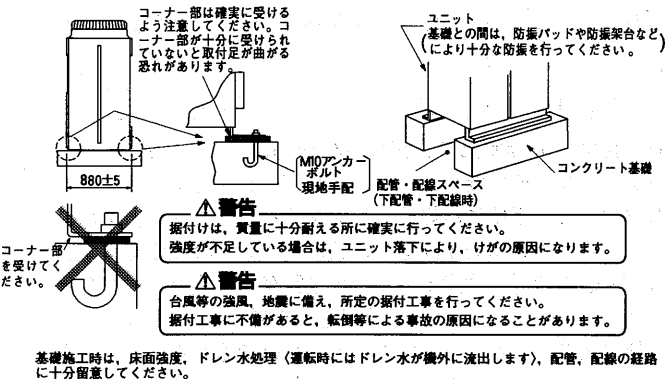 コーナー部は確実に受ける
よう注意してください。コ
ーナー部が十分に受けられ
ていないと取付足が曲がる
恐れがあります。
ユニット
(基礎との間は，防振パッドや防振架台など
により十分な防振を行ってください。)
880±5
M10アンカー
ボルト
現地手配
配管・配線スペース
(下配管・下配線時)
コンクリート基礎
コーナー部
を受けてく
ださい。
⚠警告
据付けは，質量に十分耐える所に確実に行ってください。
強度が不足している場合は，ユニット落下により，けがの原因になります。
⚠警告
台風等の強風，地震に備え，所定の据付工事を行ってください。
据付工事に不備があると，転倒等による事故の原因になることがあります。
基礎施工時は，床面強度，ドレン水処理〈運転時にはドレン水が機外に流出します〉，配管，配線の経路
に十分留意してください。